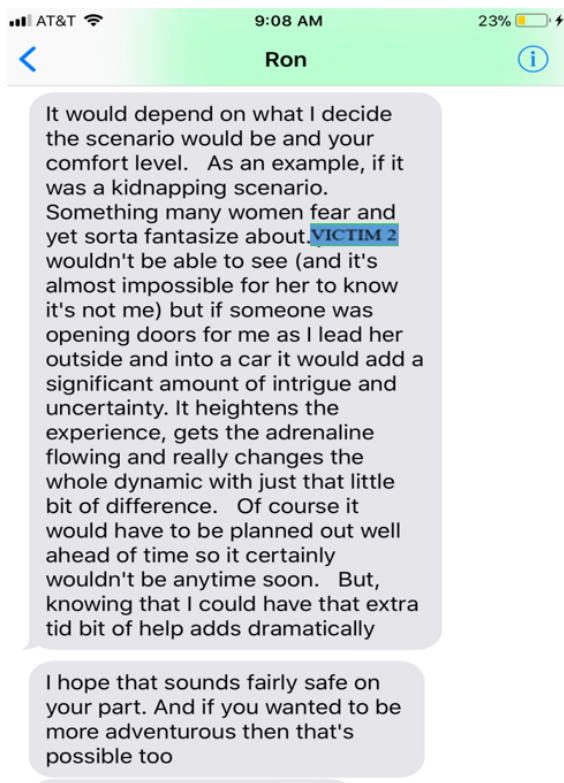 AT&T 9:08 AM 23%
Ron
It would depend on what I decide
the scenario would be and your
comfort level. As an example, if it
was a kidnapping scenario.
Something many women fear and
yet sorta fantasize about. VICTIM 2
wouldn't be able to see (and it's
almost impossible for her to know
it's not me) but if someone was
opening doors for me as I lead her
outside and into a car it would add a
significant amount of intrigue and
uncertainty. It heightens the
experience, gets the adrenaline
flowing and really changes the
whole dynamic with just that little
bit of difference. Of course it
would have to be planned out well
ahead of time so it certainly
wouldn't be anytime soon. But,
knowing that I could have that extra
tid bit of help adds dramatically
I hope that sounds fairly safe on
your part. And if you wanted to be
more adventurous then that's
possible too